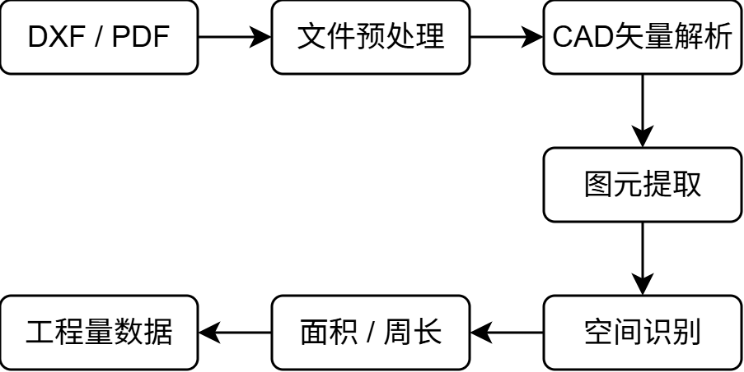 DXF / PDF
文件预处理
CAD矢量解析
图元提取
空间识别
面积 / 周长
工程量数据